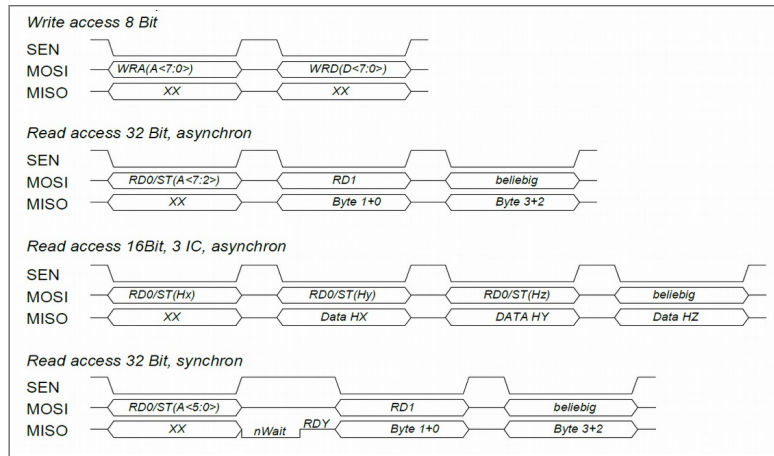 Write access 8 Bit
SEN
MOSI WRA(A<7:0>) WRD(D<7:0>)
MISO XX XX
Read access 32 Bit, asynchron
SEN
MOSI RD0/ST(A<7:2>) RD1 beliebig
MISO XX Byte 1+0 Byte 3+2
Read access 16Bit, 3 IC, asynchron
SEN
MOSI RD0/ST(Hx) RD0/ST(Hy) RD0/ST(Hz) beliebig
MISO XX Data HX DATA HY Data HZ
Read access 32 Bit, synchron
SEN
MOSI RD0/ST(A<5:0>) RD1 beliebig
MISO XX nWait RDY Byte 1+0 Byte 3+2